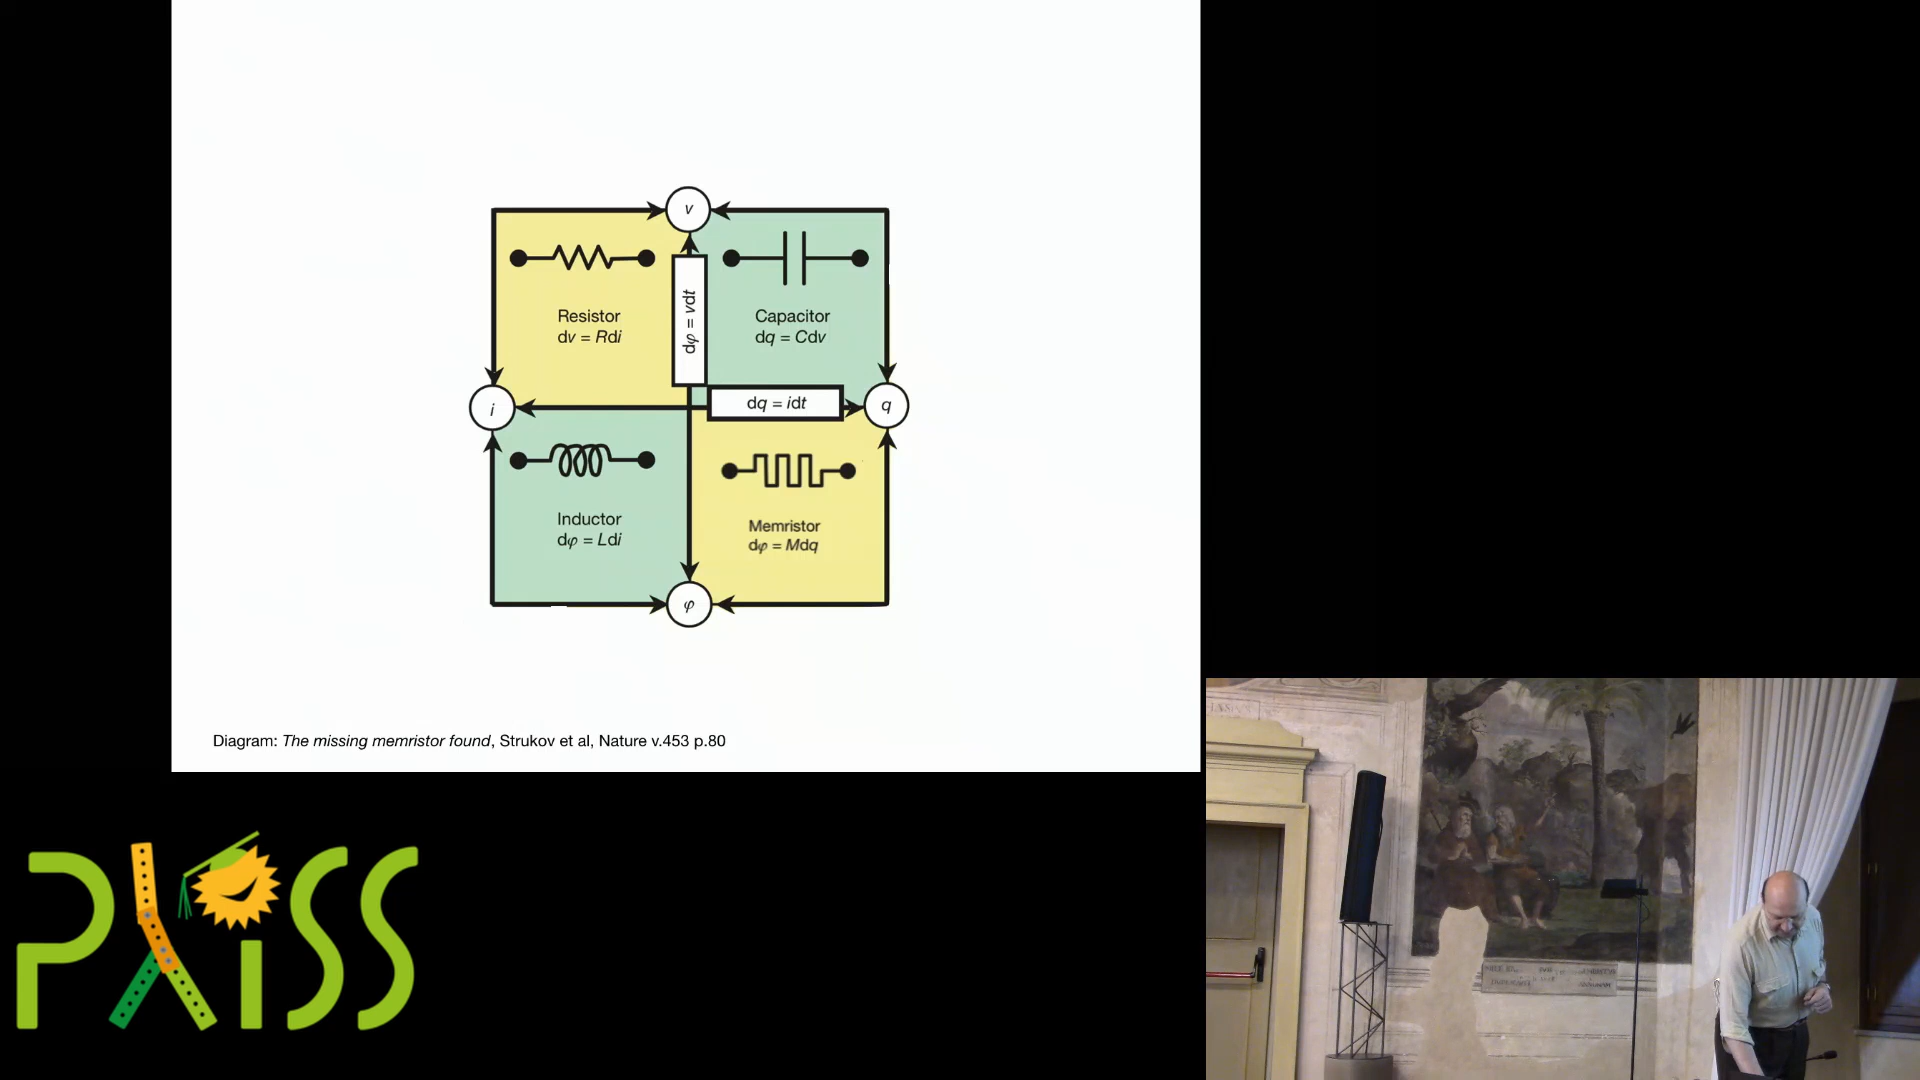 v
Resistor
dv = Rdi
dφ = vdt
Capacitor
dq = Cdv
i
dq = idt
q
Inductor
dφ = Ldi
Memristor
dφ = Mdq
φ
Diagram: The missing memristor found, Strukov et al, Nature v.453 p.80
PAISS